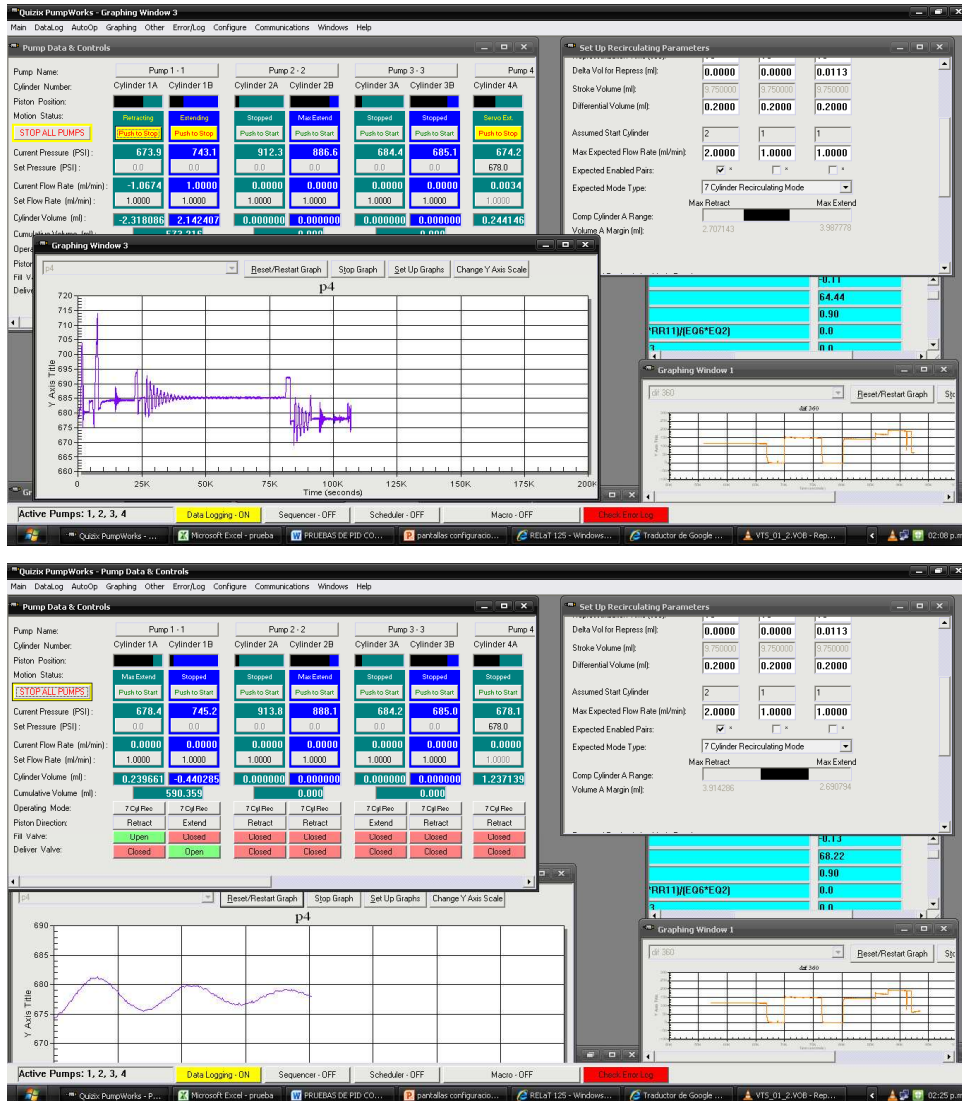 Quizix PumpWorks - Graphing Window 3
Main DataLog AutoOp Graphing Other Error/Log Configure Communications Windows Help
Pump Data & Controls
Pump Name: Pump 1 - 1 Pump 2 - 2 Pump 3 - 3 Pump 4
Cylinder Number: Cylinder 1A Cylinder 1B Cylinder 2A Cylinder 2B Cylinder 3A Cylinder 3B Cylinder 4A
Piston Position:
Motion Status: Retracting Extending Stopped Max Extend Stopped Stopped Servo Ext.
STOP ALL PUMPS Push to Stop Push to Stop Push to Start Push to Start Push to Start Push to Start Push to Stop
Current Pressure (PSI) : 673.9 743.1 912.3 886.6 684.4 685.1 674.2
Set Pressure (PSI) : 0.0 0.0 0.0 0.0 0.0 0.0 678.0
Current Flow Rate (ml/min) : -1.0674 1.0000 0.0000 0.0000 0.0000 0.0000 0.0034
Set Flow Rate (ml/min) : 1.0000 1.0000 1.0000 1.0000 1.0000 1.0000 1.0000
Cylinder Volume (ml) : -2.318086 2.142407 0.000000 0.000000 0.000000 0.000000 0.244146
Set Up Recirculating Parameters
Delta Vol for Repress (ml): 0.0000 0.0000 0.0113
Stroke Volume (ml): 9.750000 9.750000 9.750000
Differential Volume (ml): 0.2000 0.2000 0.2000
Assumed Start Cylinder 2 1 1
Max Expected Flow Rate (ml/min): 2.0000 1.0000 1.0000
Expected Enabled Pairs: * * *
Expected Mode Type: 7 Cylinder Recirculating Mode
Max Retract Max Extend
Comp Cylinder A Range:
Volume A Margin (ml): 2.707143 3.987778
Graphing Window 3
p4 Reset/Restart Graph Stop Graph Set Up Graphs Change Y Axis Scale
p4
720
715
710
705
700
695
690
685
680
675
670
665
660
Y Axis Title
0 25K 50K 75K 100K 125K 150K 175K 200K
Time (seconds)
-0.11
64.44
0.90
*RR11)/(EQ6*EQ2) 0.0
3 0.0
Graphing Window 1
dif 360 Reset/Restart Graph
dif 360
Active Pumps: 1, 2, 3, 4 Data Logging - ON Sequencer - OFF Scheduler - OFF Macro - OFF Check Error Log
Quizix PumpWorks - ... Microsoft Excel - prueba PRUEBAS DE PID CO... pantallas configuracio... RELaT 125 - Windows... Traductor de Google ... VTS_01_2.VOB - Rep... 02:08 p.m
Quizix PumpWorks - Pump Data & Controls
Main DataLog AutoOp Graphing Other Error/Log Configure Communications Windows Help
Pump Data & Controls
Pump Name: Pump 1 - 1 Pump 2 - 2 Pump 3 - 3 Pump 4
Cylinder Number: Cylinder 1A Cylinder 1B Cylinder 2A Cylinder 2B Cylinder 3A Cylinder 3B Cylinder 4A
Piston Position:
Motion Status: Max Extend Stopped Stopped Max Extend Stopped Stopped Stopped
STOP ALL PUMPS Push to Start Push to Start Push to Start Push to Start Push to Start Push to Start Push to Start
Current Pressure (PSI) : 678.4 745.2 913.8 888.1 684.2 685.0 678.1
Set Pressure (PSI) : 0.0 0.0 0.0 0.0 0.0 0.0 678.0
Current Flow Rate (ml/min) : 0.0000 0.0000 0.0000 0.0000 0.0000 0.0000 0.0000
Set Flow Rate (ml/min) : 1.0000 1.0000 1.0000 1.0000 1.0000 1.0000 1.0000
Cylinder Volume (ml) : 0.239661 -0.440285 0.000000 0.000000 0.000000 0.000000 1.237139
Cumulative Volume (ml) : 590.359 0.000 0.000
Operating Mode: 7 Cyl Rec 7 Cyl Rec 7 Cyl Rec 7 Cyl Rec 7 Cyl Rec 7 Cyl Rec 7 Cyl Rec
Piston Direction: Retract Extend Retract Retract Extend Retract Retract
Fill Valve: Open Closed Closed Closed Closed Closed Closed
Deliver Valve: Closed Open Closed Closed Closed Closed Closed
Set Up Recirculating Parameters
Delta Vol for Repress (ml): 0.0000 0.0000 0.0113
Stroke Volume (ml): 9.750000 9.750000 9.750000
Differential Volume (ml): 0.2000 0.2000 0.2000
Assumed Start Cylinder 2 1 1
Max Expected Flow Rate (ml/min): 2.0000 1.0000 1.0000
Expected Enabled Pairs: * * *
Expected Mode Type: 7 Cylinder Recirculating Mode
Max Retract Max Extend
Comp Cylinder A Range:
Volume A Margin (ml): 3.914286 2.690794
p4 Reset/Restart Graph Stop Graph Set Up Graphs Change Y Axis Scale
p4
690
685
680
675
670
Y Axis Title
-0.13
68.22
0.90
*RR11)/(EQ6*EQ2) 0.0
3 0.0
Graphing Window 1
dif 360 Reset/Restart Graph
dif 360
Active Pumps: 1, 2, 3, 4 Data Logging - ON Sequencer - OFF Scheduler - OFF Macro - OFF Check Error Log
Quizix PumpWorks - P... Microsoft Excel - prueba PRUEBAS DE PID CO... pantallas configuracio... RELaT 125 - Windows... Traductor de Google ... VTS_01_2.VOB - Rep... 02:25 p.m